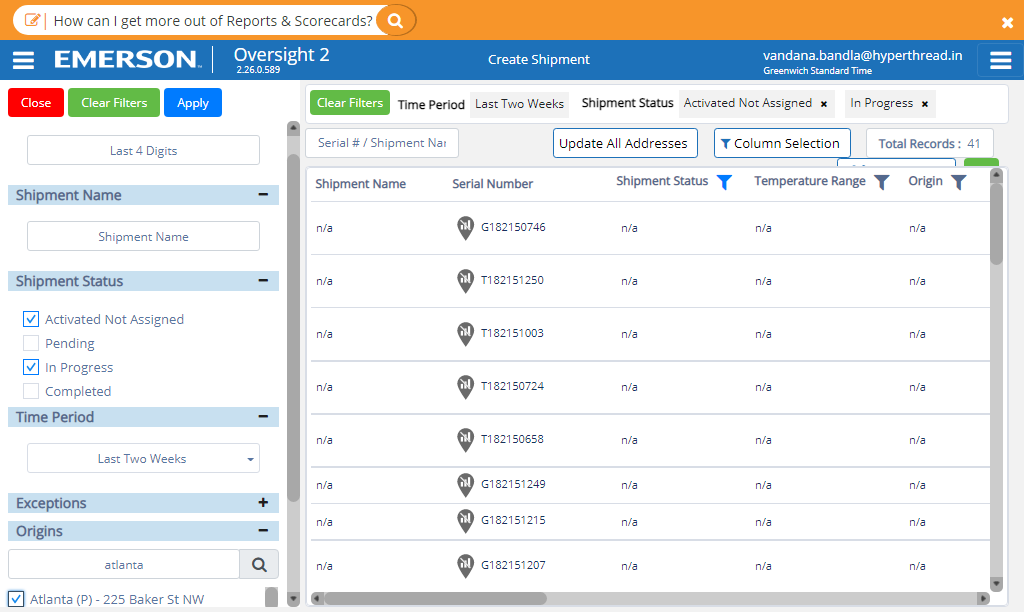 How can I get more out of Reports & Scorecards?
EMERSON Oversight 2
2.26.0.589
Create Shipment
vandana.bandla@hyperthread.in
Greenwich Standard Time
Close Clear Filters Apply
Last 4 Digits
Shipment Name
Shipment Name
Shipment Status
Activated Not Assigned
Pending
In Progress
Completed
Time Period
Last Two Weeks
Exceptions
Origins
atlanta
Atlanta (P) - 225 Baker St NW
Clear Filters Time Period Last Two Weeks Shipment Status Activated Not Assigned × In Progress ×
Serial # / Shipment Nar Update All Addresses Column Selection Total Records : 41
Shipment Name Serial Number Shipment Status Temperature Range Origin
n/a G182150746 n/a n/a n/a
n/a T182151250 n/a n/a n/a
n/a T182151003 n/a n/a n/a
n/a T182150724 n/a n/a n/a
n/a T182150658 n/a n/a n/a
n/a G182151249 n/a n/a n/a
n/a G182151215 n/a n/a n/a
n/a G182151207 n/a n/a n/a